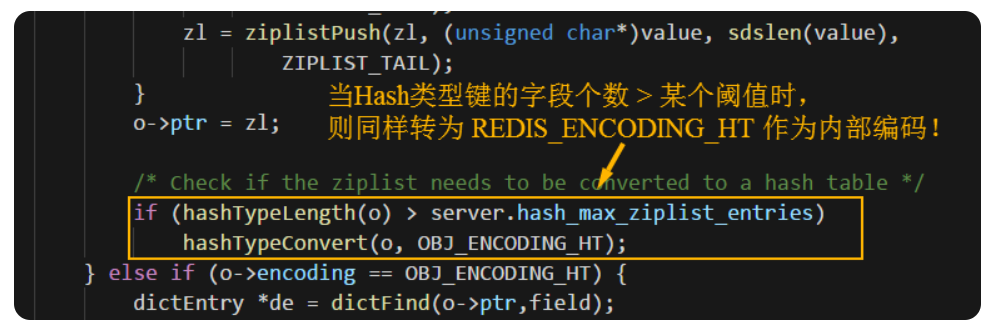 zl = ziplistPush(zl, (unsigned char*)value, sdslen(value),
ZIPLIST_TAIL);
}
当Hash类型键的字段个数 > 某个阈值时，
o->ptr = zl;
则同样转为 REDIS_ENCODING_HT 作为内部编码！
/* Check if the ziplist needs to be converted to a hash table */
if (hashTypeLength(o) > server.hash_max_ziplist_entries)
hashTypeConvert(o, OBJ_ENCODING_HT);
} else if (o->encoding == OBJ_ENCODING_HT) {
dictEntry *de = dictFind(o->ptr,field);